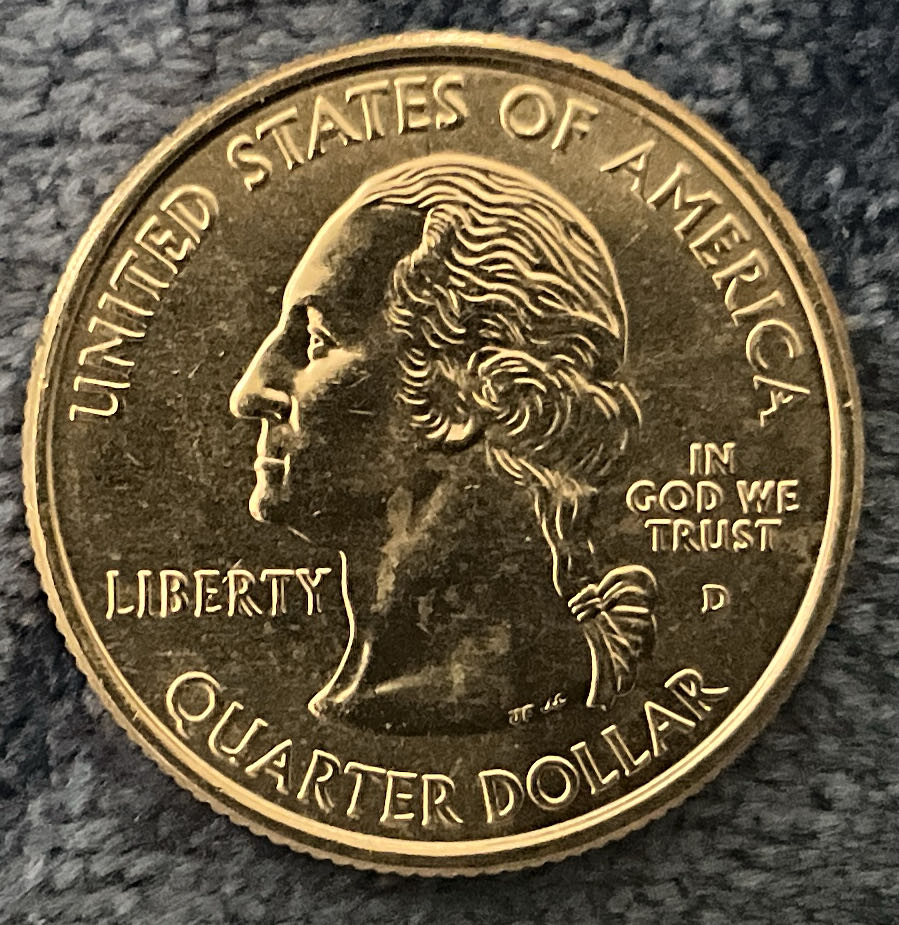 UNITED STATES OF AMERICA
IN
GOD WE
TRUST
LIBERTY
D
QUARTER DOLLAR